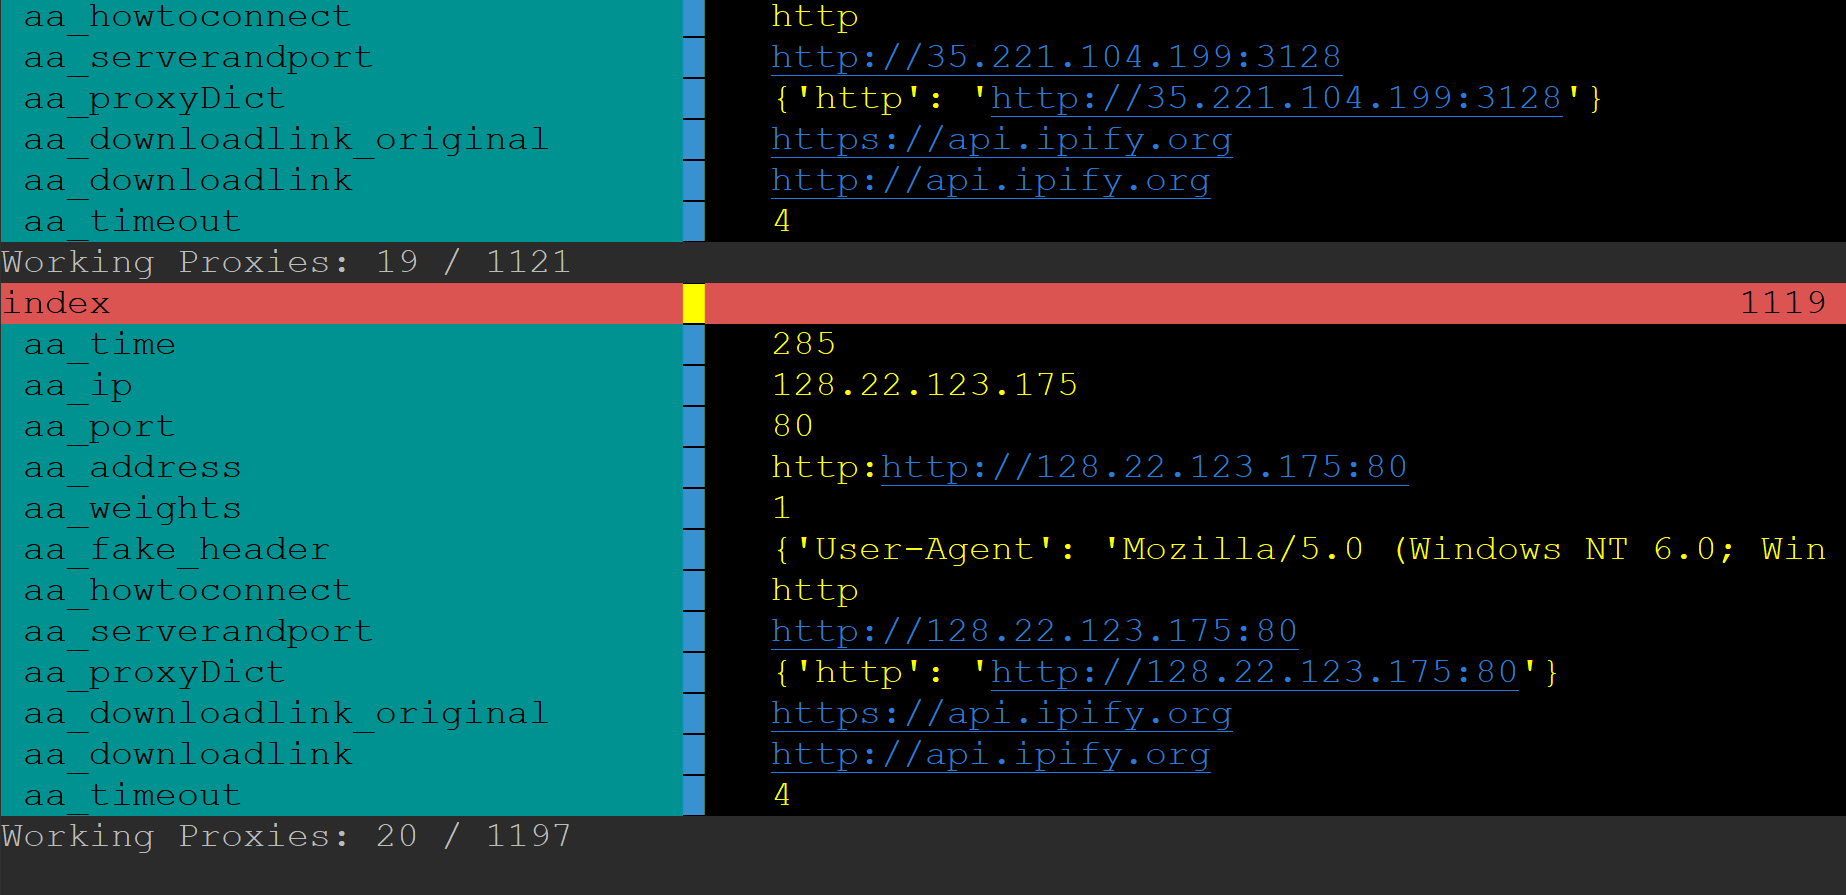 aa_howtoconnect http
aa_serverandport http://35.221.104.199:3128
aa_proxyDict {'http': 'http://35.221.104.199:3128'}
aa_downloadlink_original https://api.ipify.org
aa_downloadlink http://api.ipify.org
aa_timeout 4
Working Proxies: 19 / 1121
index 1119
aa_time 285
aa_ip 128.22.123.175
aa_port 80
aa_address http:http://128.22.123.175:80
aa_weights 1
aa_fake_header {'User-Agent': 'Mozilla/5.0 (Windows NT 6.0; Win
aa_howtoconnect http
aa_serverandport http://128.22.123.175:80
aa_proxyDict {'http': 'http://128.22.123.175:80'}
aa_downloadlink_original https://api.ipify.org
aa_downloadlink http://api.ipify.org
aa_timeout 4
Working Proxies: 20 / 1197